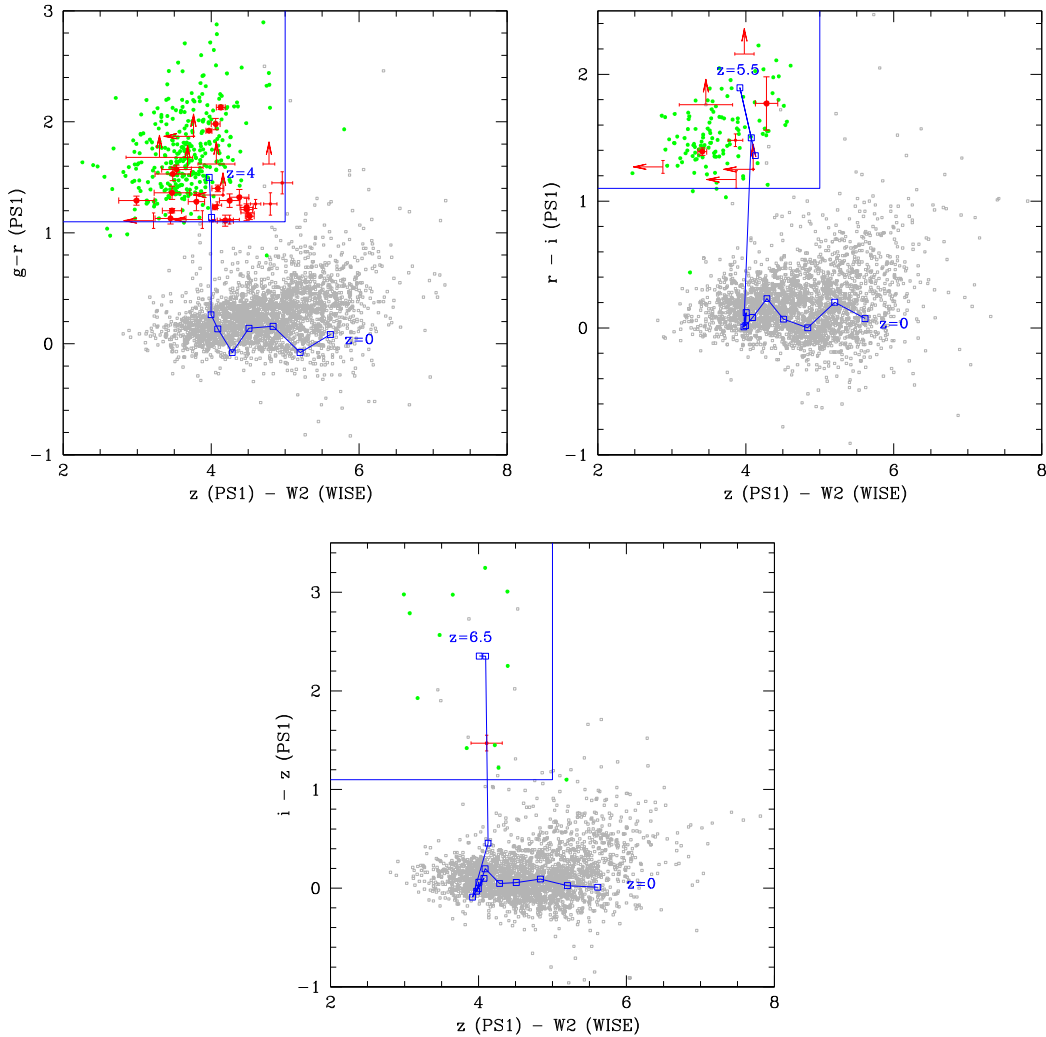 3
2
1
0
−1
g−r (PS1)
z=4
z=0
2
4
6
8
z (PS1) − W2 (WISE)
2
1
0
−1
r − i (PS1)
z=5.5
z=0
2
4
6
8
z (PS1) − W2 (WISE)
3
2
1
0
−1
i − z (PS1)
z=6.5
z=0
2
4
6
8
z (PS1) − W2 (WISE)